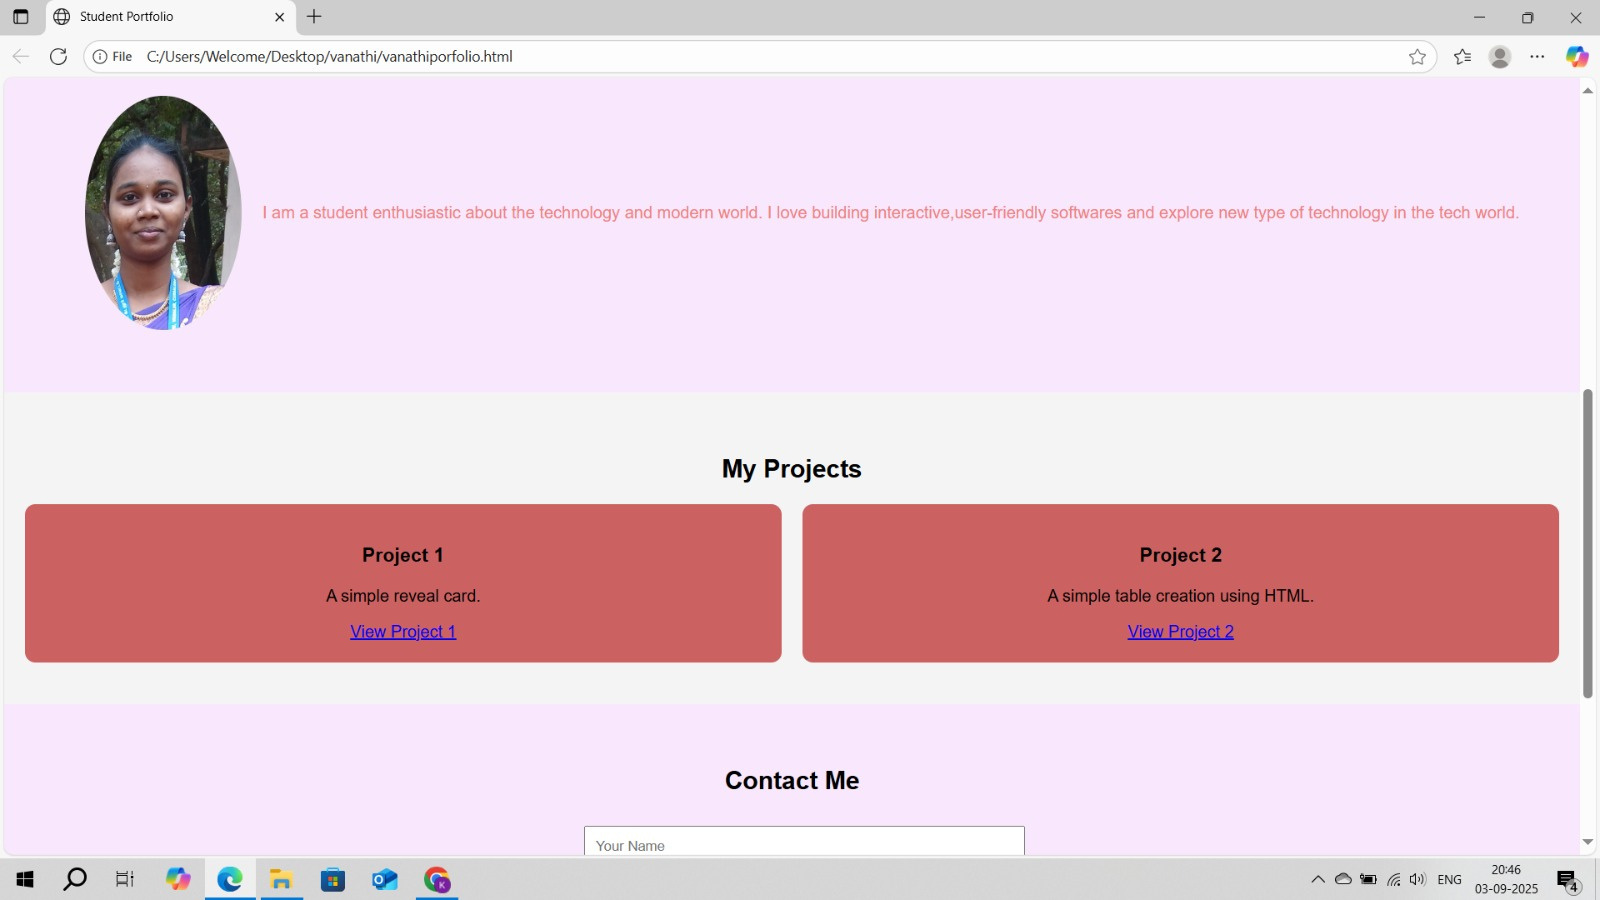 Student Portfolio
File C:/Users/Welcome/Desktop/vanathi/vanathiporfolio.html
I am a student enthusiastic about the technology and modern world. I love building interactive,user-friendly softwares and explore new type of technology in the tech world.
My Projects
Project 1
A simple reveal card.
View Project 1
Project 2
A simple table creation using HTML.
View Project 2
Contact Me
Your Name
K
ENG
20:46
03-09-2025
4